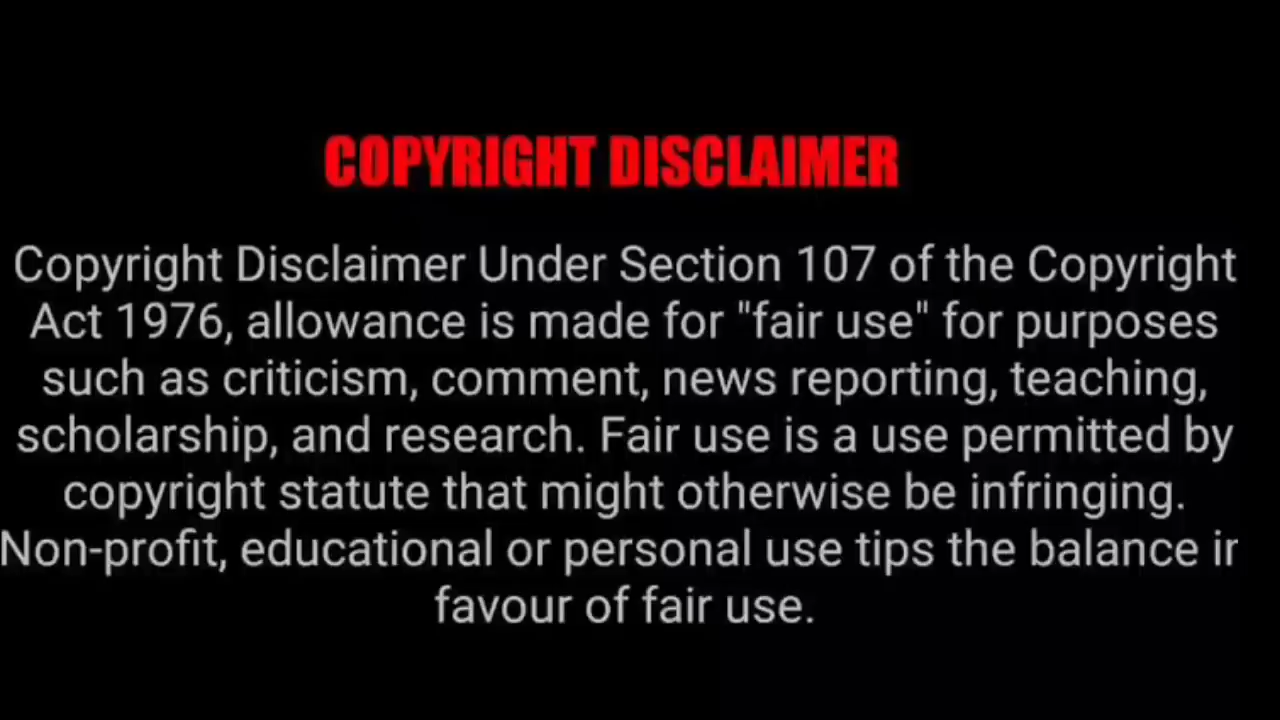 COPYRIGHT DISCLAIMER
Copyright Disclaimer Under Section 107 of the Copyright
Act 1976, allowance is made for "fair use" for purposes
such as criticism, comment, news reporting, teaching,
scholarship, and research. Fair use is a use permitted by
copyright statute that might otherwise be infringing.
Non-profit, educational or personal use tips the balance
favour of fair use.